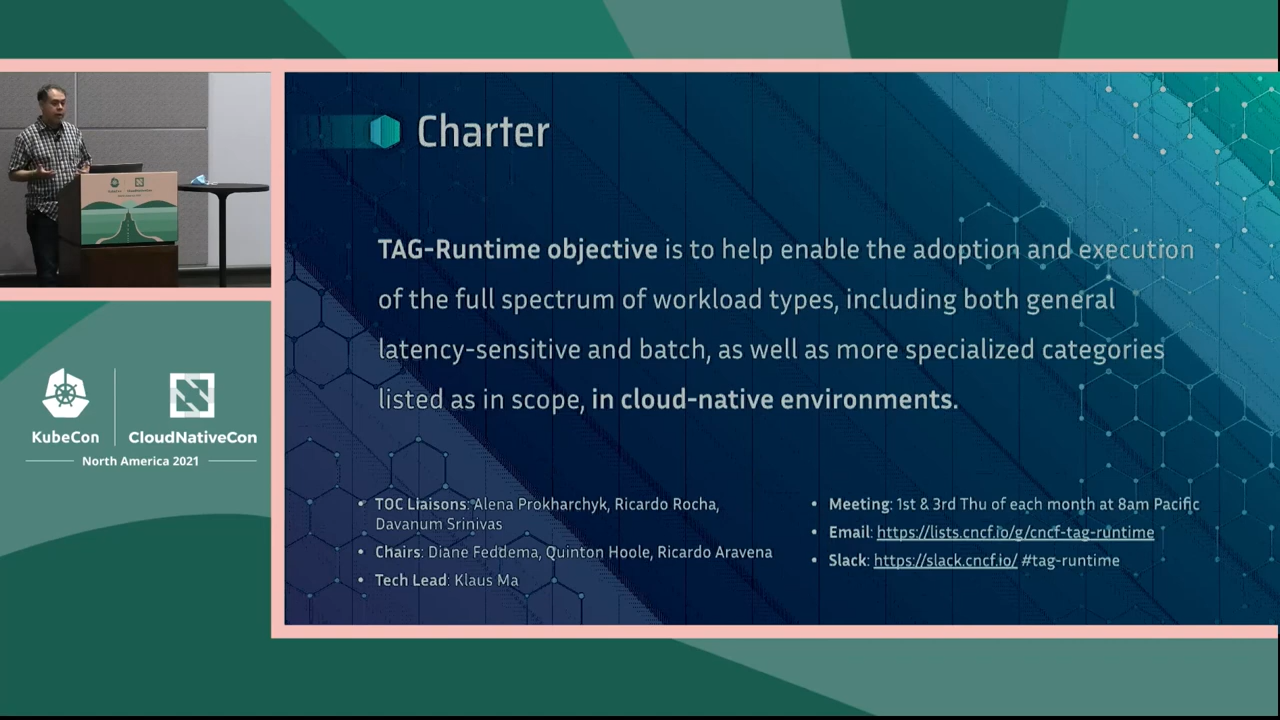 Charter
TAG-Runtime objective is to help enable the adoption and execution
of the full spectrum of workload types, including both general
latency-sensitive and batch, as well as more specialized categories
listed as in scope, in cloud-native environments.
• TOC Liaisons: Alena Prokharchyk, Ricardo Rocha,
Davanum Srinivas
• Chairs: Diane Feddema, Quinton Hoole, Ricardo Aravena
• Tech Lead: Klaus Ma
• Meeting: 1st & 3rd Thu of each month at 8am Pacific
• Email: https://lists.cncf.io/g/cncf-tag-runtime
• Slack: https://slack.cncf.io/ #tag-runtime
KubeCon
CloudNativeCon
North America 2021